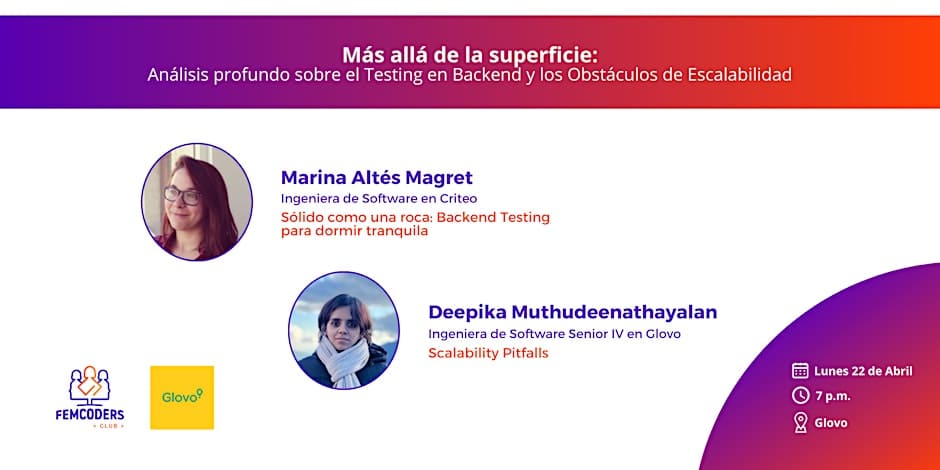 Más allá de la superficie:
Análisis profundo sobre el Testing en Backend y los Obstáculos de Escalabilidad
Marina Altés Magret
Ingeniera de Software en Criteo
Sólido como una roca: Backend Testing
para dormir tranquila
Deepika Muthudeenathayalan
Ingeniera de Software Senior IV en Glovo
Scalability Pitfalls
FEMCODERS
CLUB
Glovo
Lunes 22 de Abril
7 p.m.
Glovo